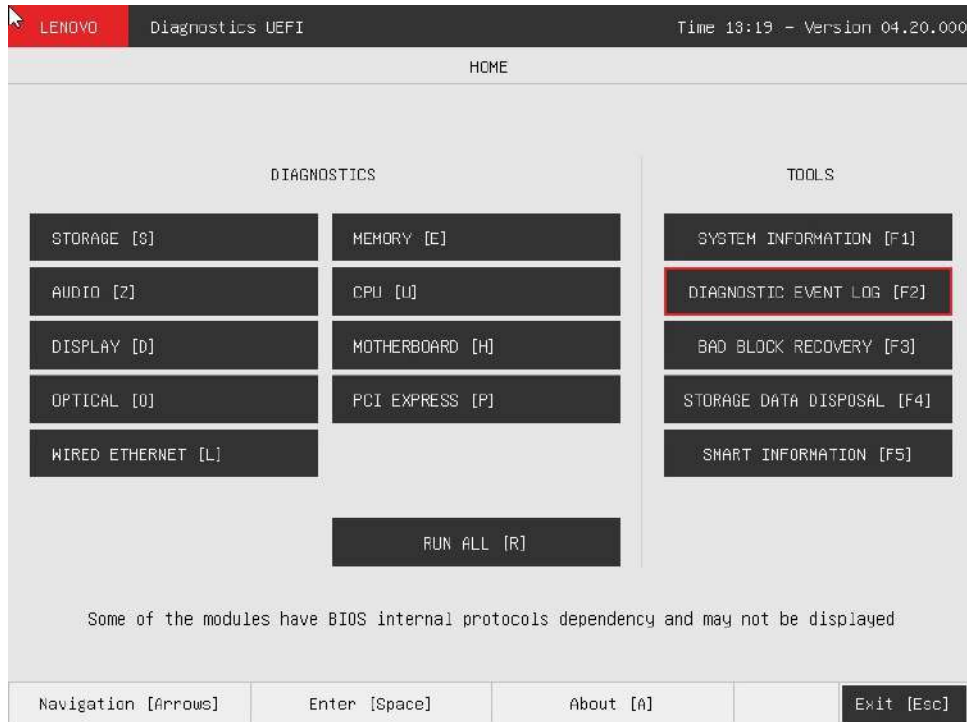 LENOVO Diagnostics UEFI Time 13:19 - Version 04.20.000
HOME
DIAGNOSTICS
STORAGE [S] MEMORY [E]
AUDIO [Z] CPU [U]
DISPLAY [D] MOTHERBOARD [H]
OPTICAL [O] PCI EXPRESS [P]
WIRED ETHERNET [L]
RUN ALL [R]
TOOLS
SYSTEM INFORMATION [F1]
DIAGNOSTIC EVENT LOG [F2]
BAD BLOCK RECOVERY [F3]
STORAGE DATA DISPOSAL [F4]
SMART INFORMATION [F5]
Some of the modules have BIOS internal protocols dependency and may not be displayed
Navigation [Arrows] Enter [Space] About [A] Exit [Esc]